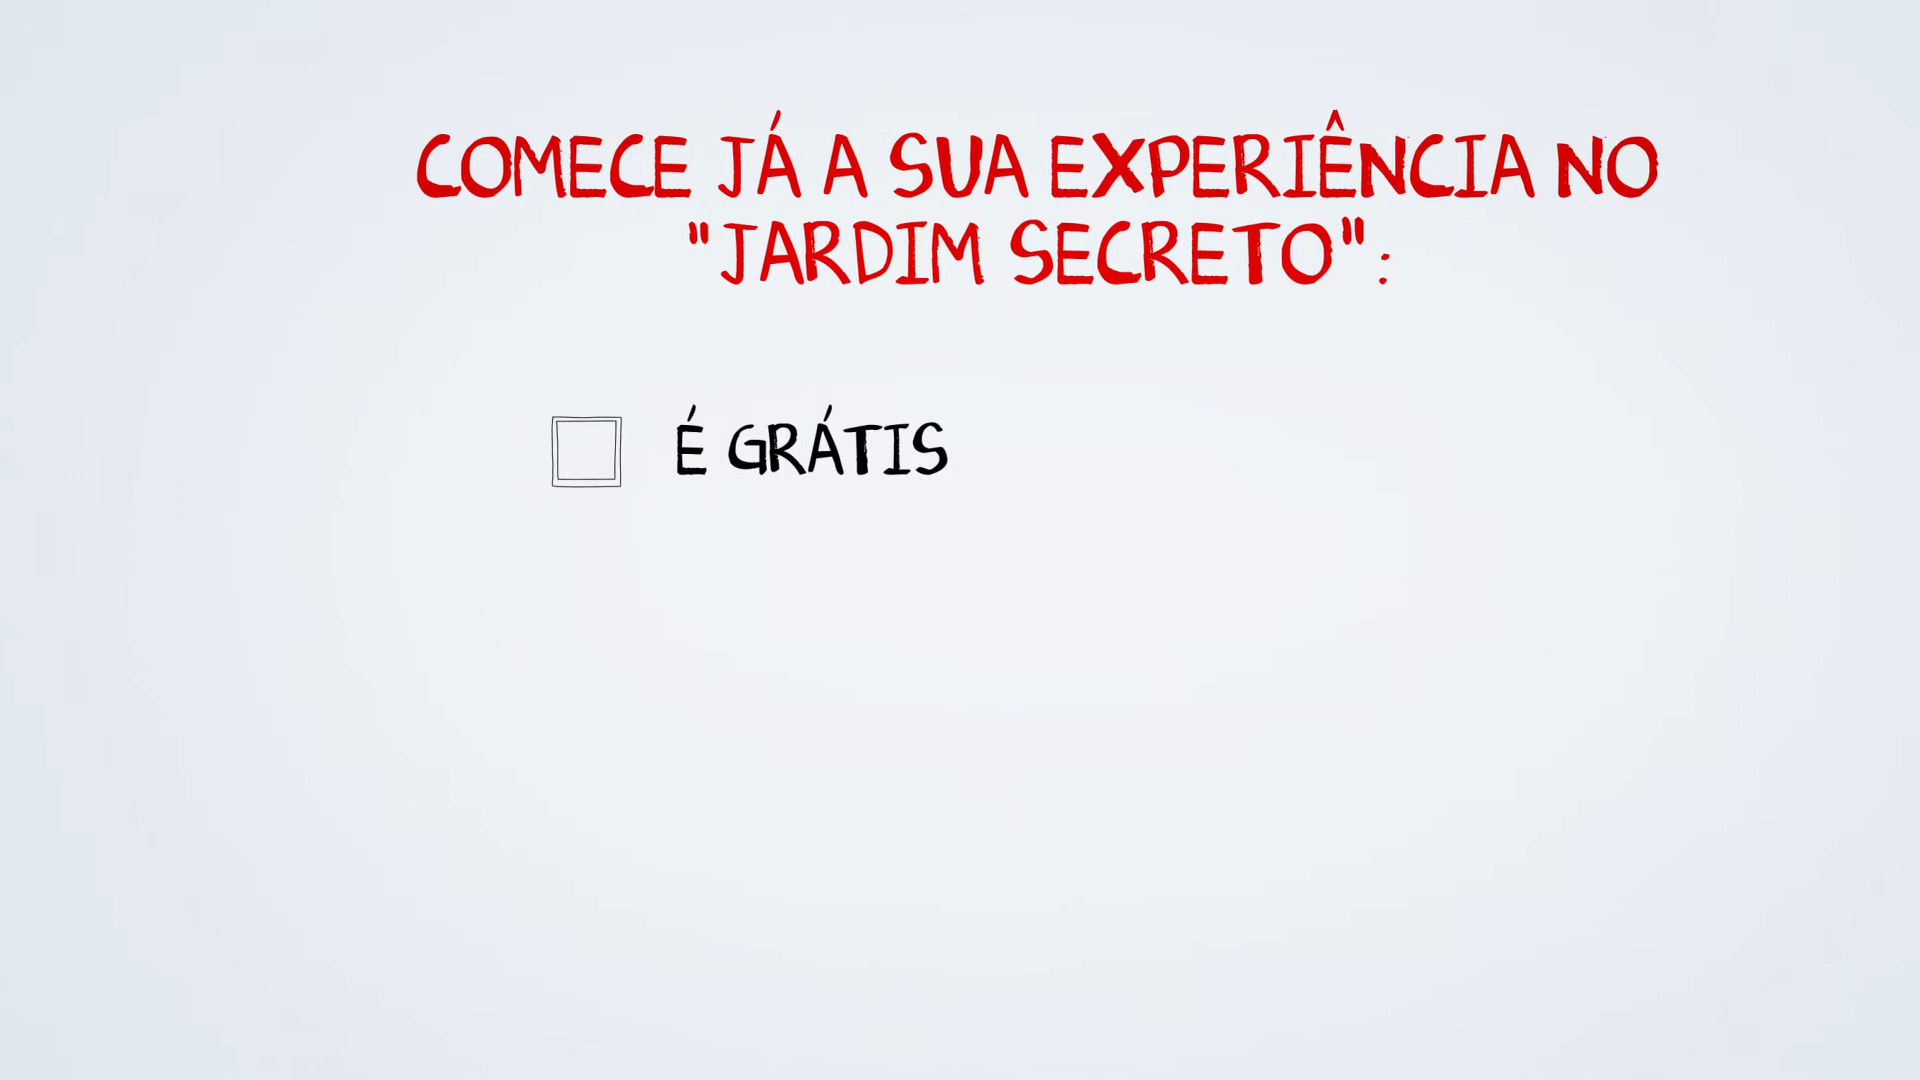 COMECE JÁ A SUA EXPERIÊNCIA NO
"JARDIM SECRETO":
É GRÁTIS